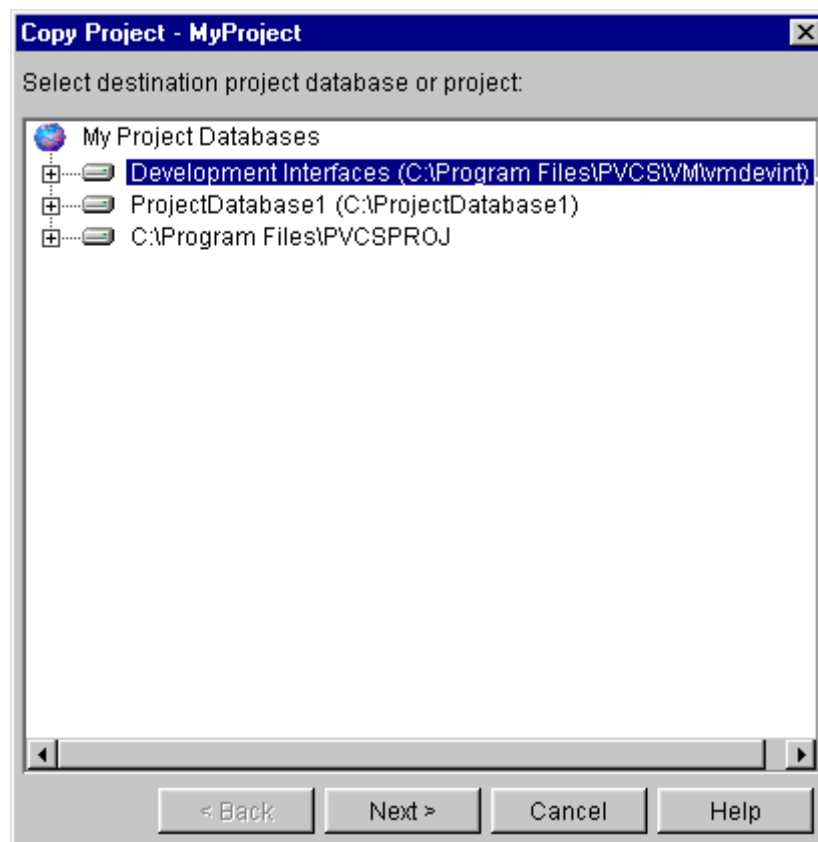 Copy Project - MyProject
Select destination project database or project:
My Project Databases
Development Interfaces (C:\Program Files\PVCS\VM\vmdevint)
ProjectDatabase1 (C:\ProjectDatabase1)
C:\Program Files\PVCSPROJ
< Back Next > Cancel Help